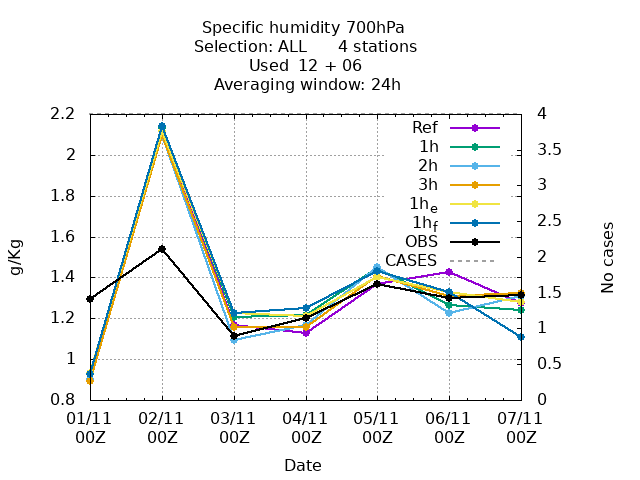 Specific humidity 700hPa
Selection: ALL      4 stations
Used  12 + 06
Averaging window: 24h
2.2
2
1.8
1.6
1.4
1.2
1
0.8
g/Kg
4
3.5
3
2.5
2
1.5
1
0.5
0
No cases
Ref
1h
2h
3h
1he
1hf
OBS
CASES
01/11 02/11 03/11 04/11 05/11 06/11 07/11
00Z 00Z 00Z 00Z 00Z 00Z 00Z
Date